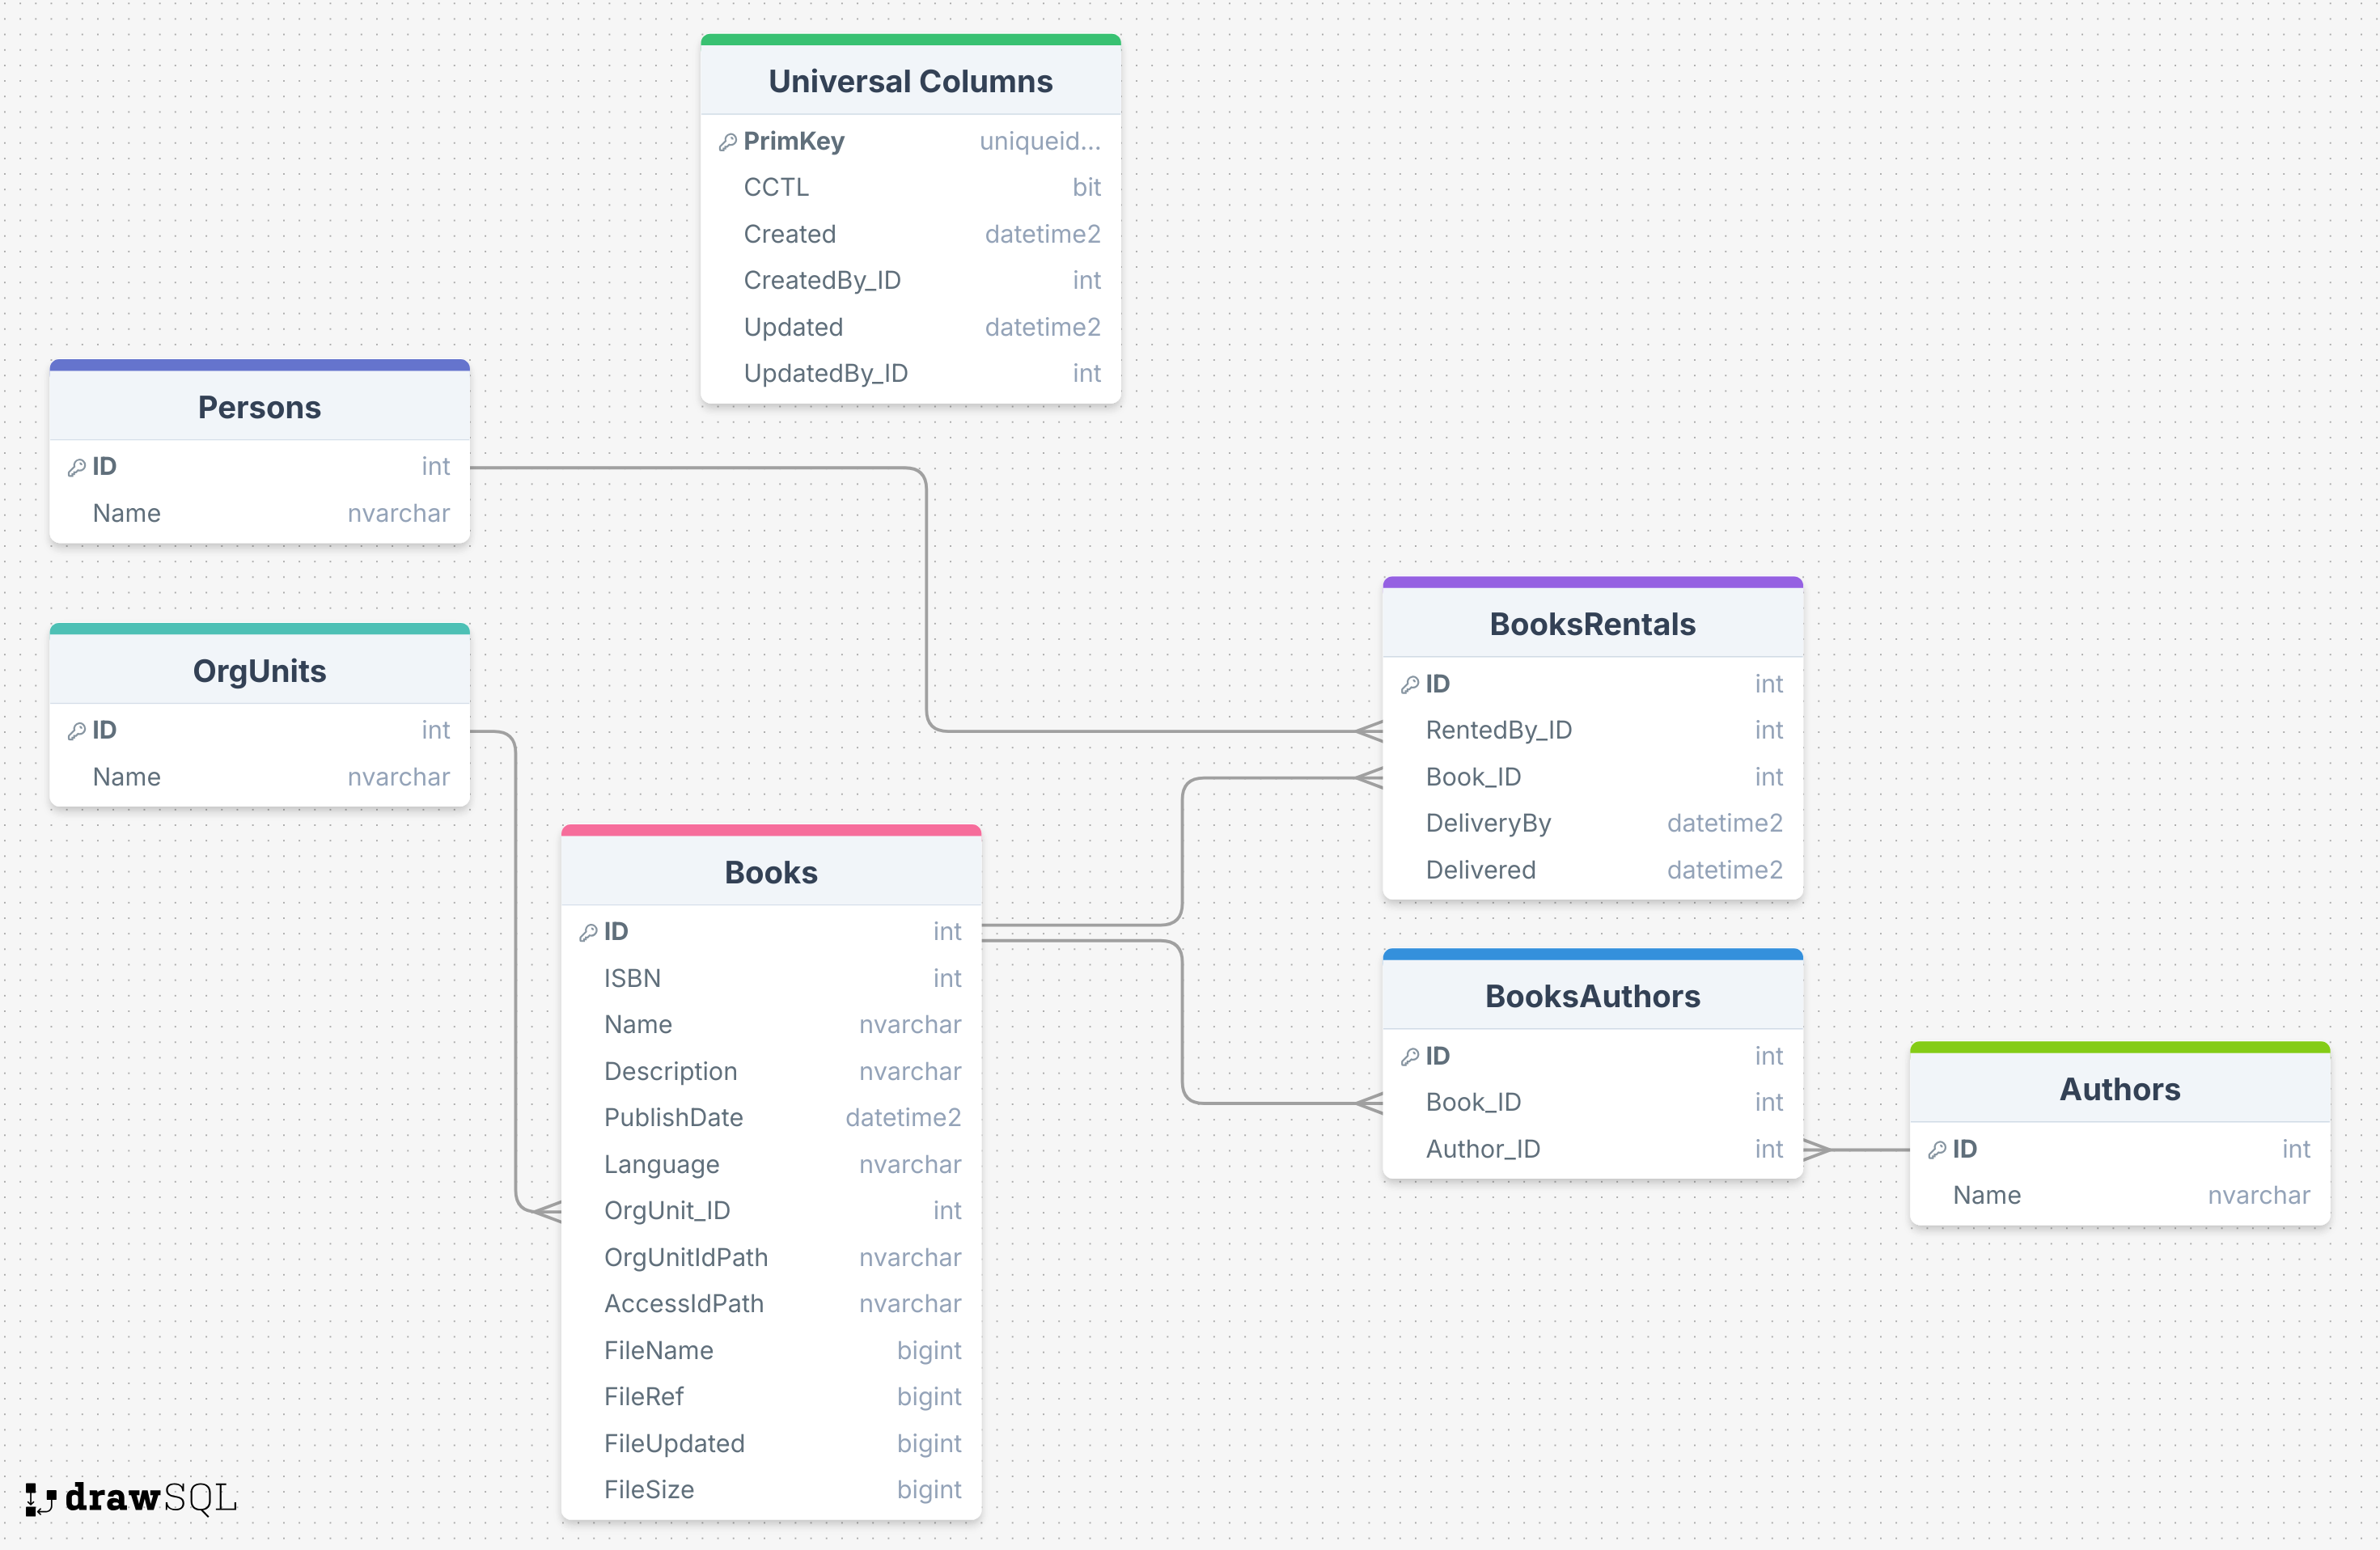 Universal Columns
PrimKey uniqueid...
CCTL bit
Created datetime2
CreatedBy_ID int
Updated datetime2
UpdatedBy_ID int
Persons
ID int
Name nvarchar
OrgUnits
ID int
Name nvarchar
Books
ID int
ISBN int
Name nvarchar
Description nvarchar
PublishDate datetime2
Language nvarchar
OrgUnit_ID int
OrgUnitIdPath nvarchar
AccessIdPath nvarchar
FileName bigint
FileRef bigint
FileUpdated bigint
FileSize bigint
BooksRentals
ID int
RentedBy_ID int
Book_ID int
DeliveryBy datetime2
Delivered datetime2
BooksAuthors
ID int
Book_ID int
Author_ID int
Authors
ID int
Name nvarchar
drawSQL